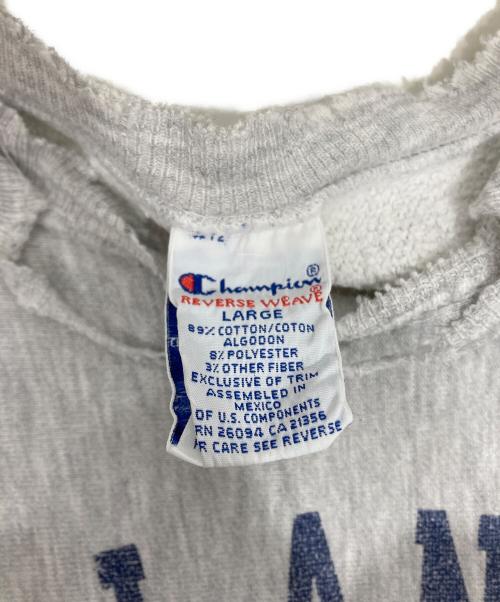 Champion®
REVERSE WEAVE®
LARGE
89% COTTON/COTON
ALGODON
8% POLYESTER
3% OTHER FIBER
EXCLUSIVE OF TRIM
ASSEMBLED IN
MEXICO
OF U.S. COMPONENTS
RN 26094 CA 21356
R CARE SEE REVERSE
LAN